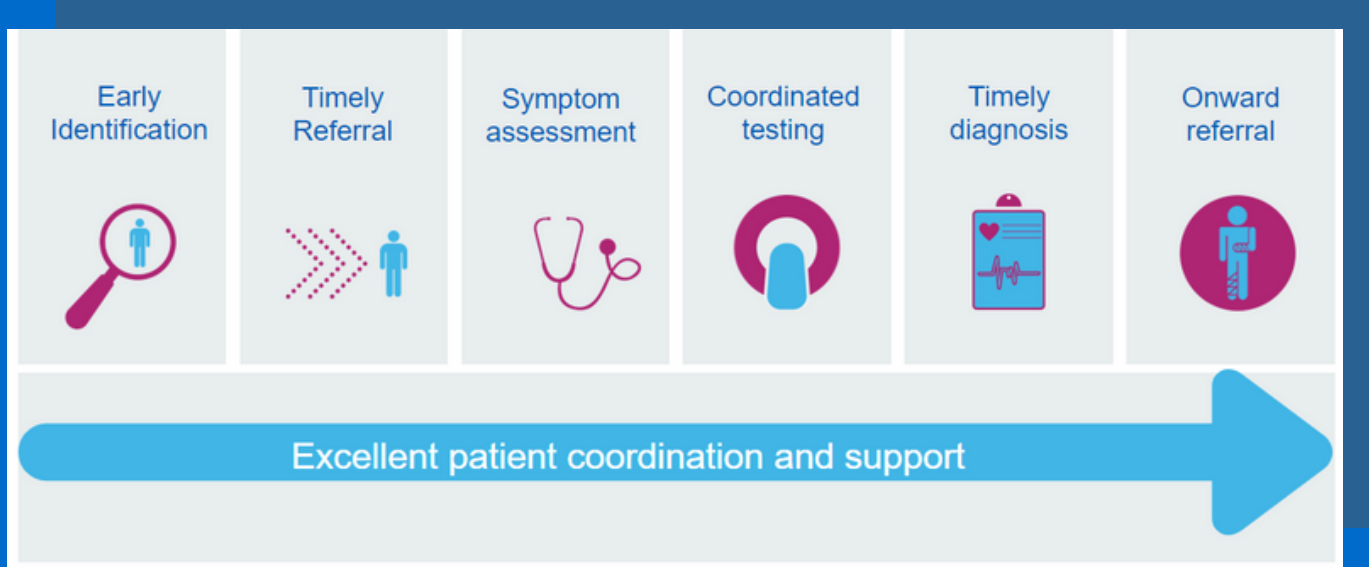 Early
Identification
Timely
Referral
Symptom
assessment
Coordinated
testing
Timely
diagnosis
Onward
referral
Excellent patient coordination and support